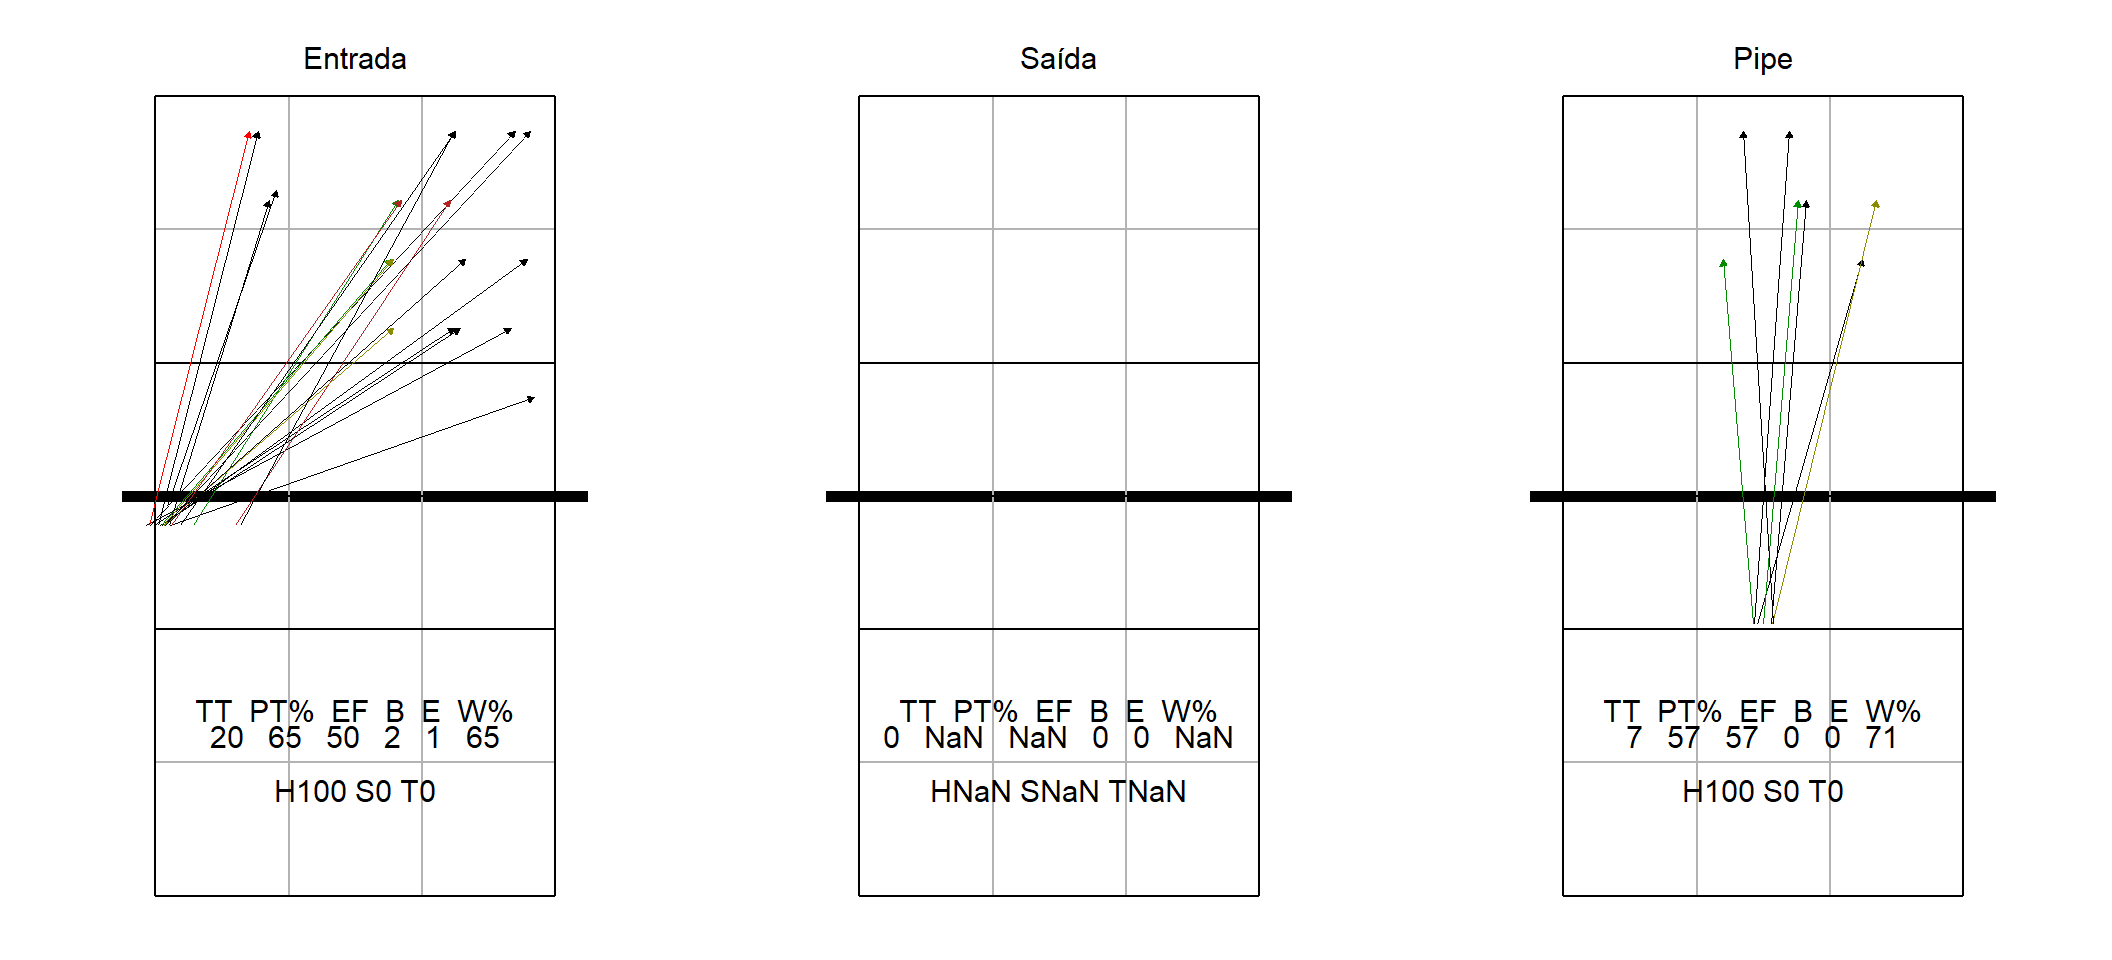 Entrada
TT PT% EF B E W%
20 65 50 2 1 65
H100 S0 T0
Saída
TT PT% EF B E W%
0 NaN NaN 0 0 NaN
HNaN SNaN TNaN
Pipe
TT PT% EF B E W%
7 57 57 0 0 71
H100 S0 T0